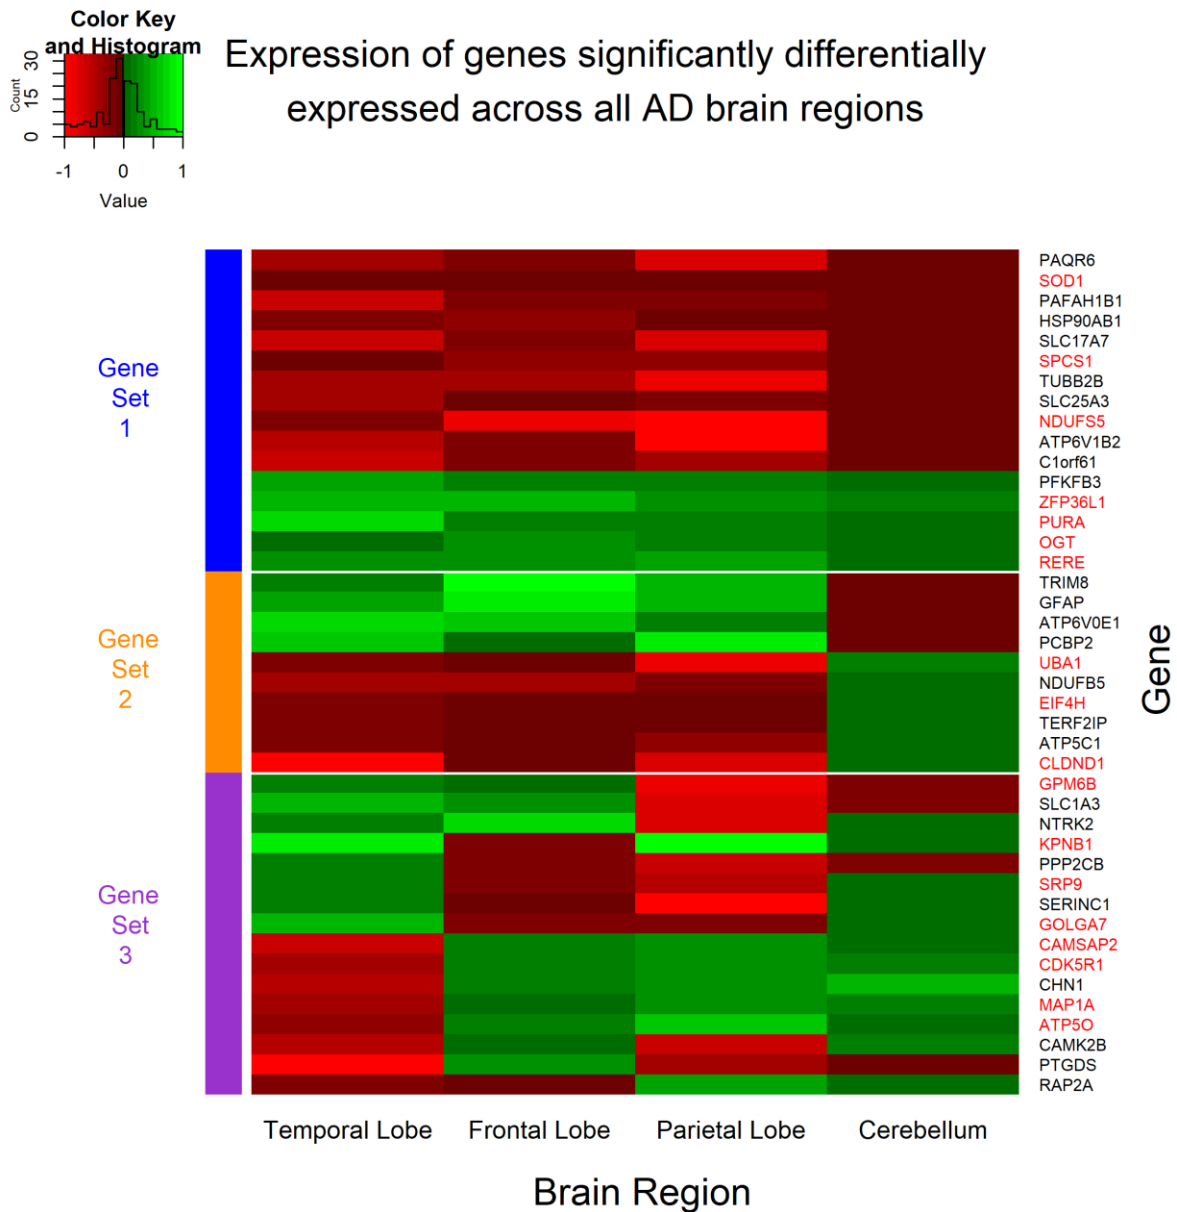 Color Key
and Histogram
Count
0 15 30
-1 0 1
Value
Expression of genes significantly differentially
expressed across all AD brain regions
Gene
Set
1
Gene
Set
2
Gene
Set
3
PAQR6
SOD1
PAFAH1B1
HSP90AB1
SLC17A7
SPCS1
TUBB2B
SLC25A3
NDUFS5
ATP6V1B2
C1orf61
PFKFB3
ZFP36L1
PURA
OGT
RERE
TRIM8
GFAP
ATP6V0E1
PCBP2
UBA1
NDUFB5
EIF4H
TERF2IP
ATP5C1
CLDND1
GPM6B
SLC1A3
NTRK2
KPNB1
PPP2CB
SRP9
SERINC1
GOLGA7
CAMSAP2
CDK5R1
CHN1
MAP1A
ATP5O
CAMK2B
PTGDS
RAP2A
Gene
Temporal Lobe Frontal Lobe Parietal Lobe Cerebellum
Brain Region